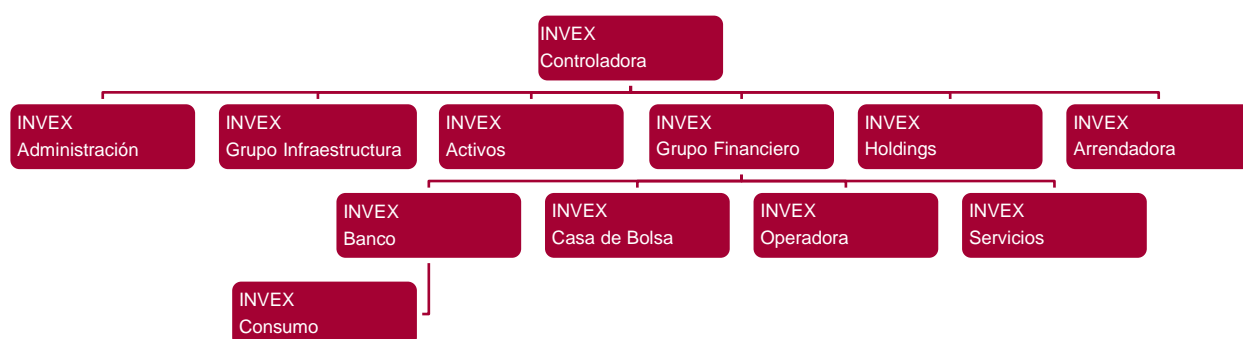 INVEX
Controladora
INVEX
Administración
INVEX
Grupo Infraestructura
INVEX
Activos
INVEX
Grupo Financiero
INVEX
Holdings
INVEX
Arrendadora
INVEX
Banco
INVEX
Casa de Bolsa
INVEX
Operadora
INVEX
Servicios
INVEX
Consumo